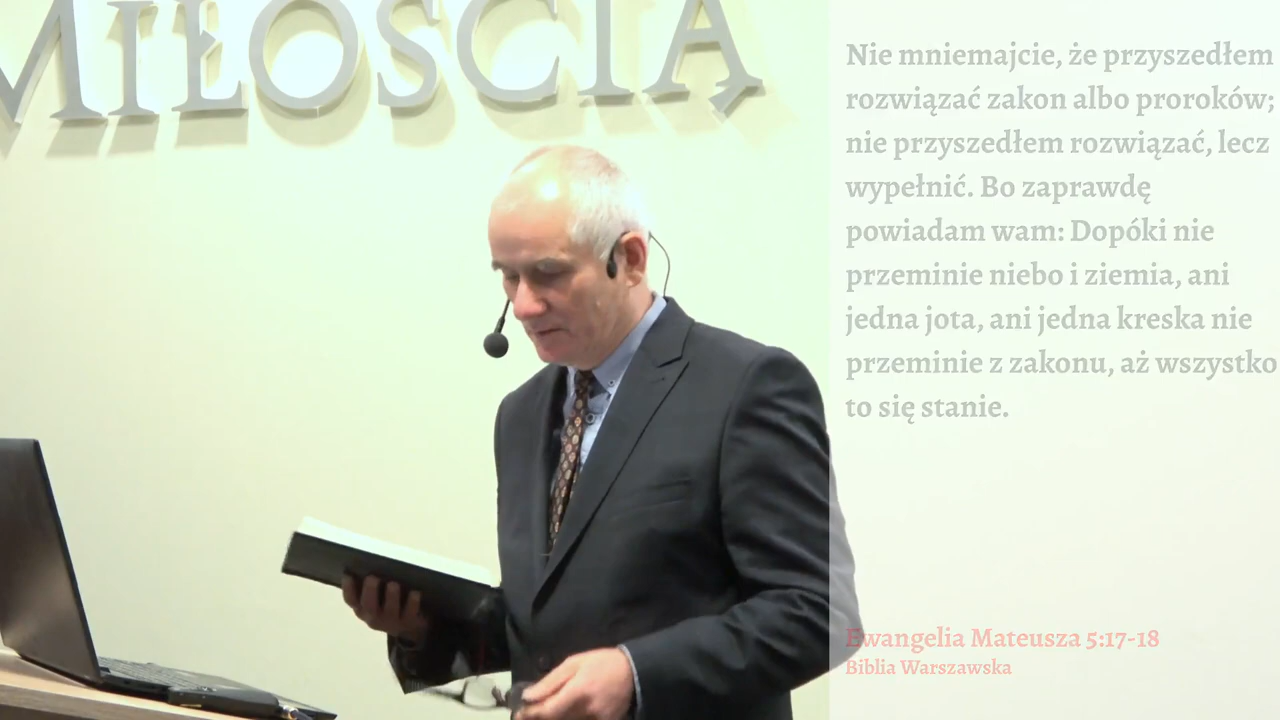 MIŁOŚCIĄ
Nie mniemajcie, że przyszedłem
rozwiązać zakon albo proroków;
nie przyszedłem rozwiązać, lecz
wypełnić. Bo zaprawdę
powiadam wam: Dopóki nie
przeminie niebo i ziemia, ani
jedna jota, ani jedna kreska nie
przeminie z zakonu, aż wszystko
to się stanie.
Ewangelia Mateusza 5:17-18
Biblia Warszawska